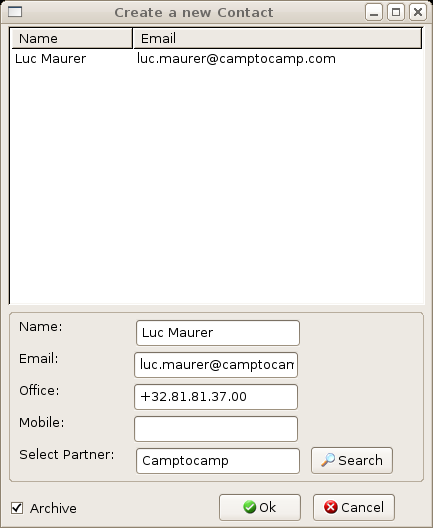 Create a new Contact
Name Email
Luc Maurer luc.maurer@camptocamp.com
Name: Luc Maurer
Email: luc.maurer@camptocam
Office: +32.81.81.37.00
Mobile:
Select Partner: Camptocamp Search
Archive Ok Cancel